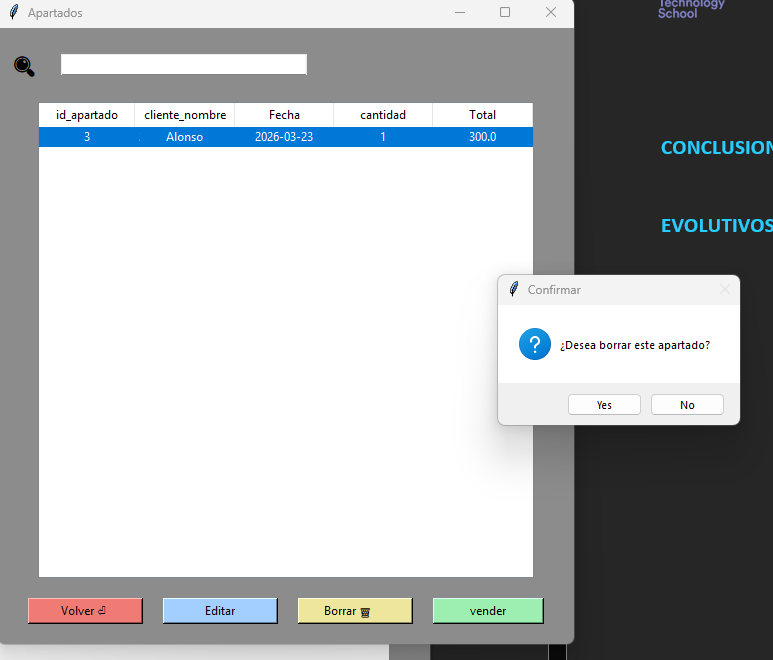 Apartados
Technology
School
id_apartado cliente_nombre Fecha cantidad Total
3 Alonso 2026-03-23 1 300.0
CONCLUSION
EVOLUTIVOS
Confirmar
¿Desea borrar este apartado?
Yes No
Volver ⏎ Editar Borrar 🗑 vender